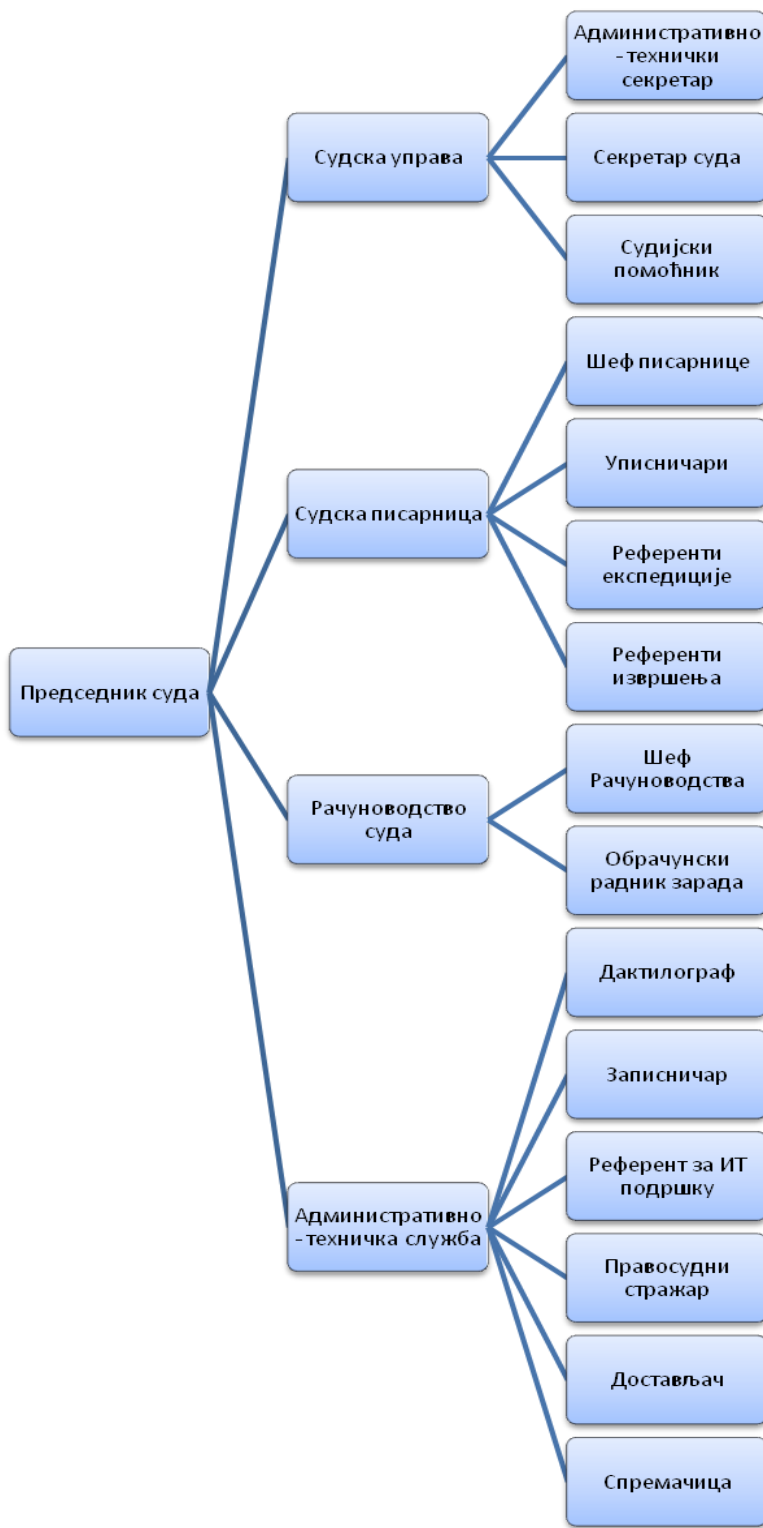 Председник суда
Судска управа
Административно
- технички
секретар
Секретар суда
Судијски
помоћник
Судска писарница
Шеф писарнице
Уписничари
Референти
експедиције
Референти
извршења
Рачуноводство
суда
Шеф
Рачуноводства
Обрачунски
радник зарада
Административно
- техничка служба
Дактилограф
Записничар
Референт за ИТ
подршку
Правосудни
стражар
Достављач
Спремачица